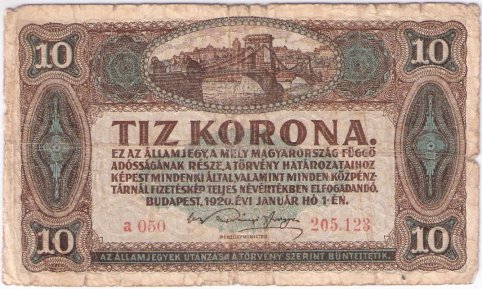 10 10
TIZ KORONA.
EZ AZ ÁLLAMJEGY, A MELY MAGYARORSZÁG FÜGGŐ
ADÓSSÁGÁNAK RÉSZE, A TÖRVÉNY HATÁROZATAIHOZ
KÉPEST MINDENKI ÁLTAL, VALAMINT MINDEN KÖZPÉNZ-
TÁRNÁL FIZETÉSKÉP TELJES NÉVÉRTÉKBEN ELFOGADANDÓ.
BUDAPEST, 1920. ÉVI JANUÁR HÓ 1-ÉN.
a 050 205.123
PÉNZÜGYMINISTER
10 10
AZ ÁLLAMJEGYEK UTÁNZÁSA A TÖRVÉNY SZERINT BÜNTETTETIK.